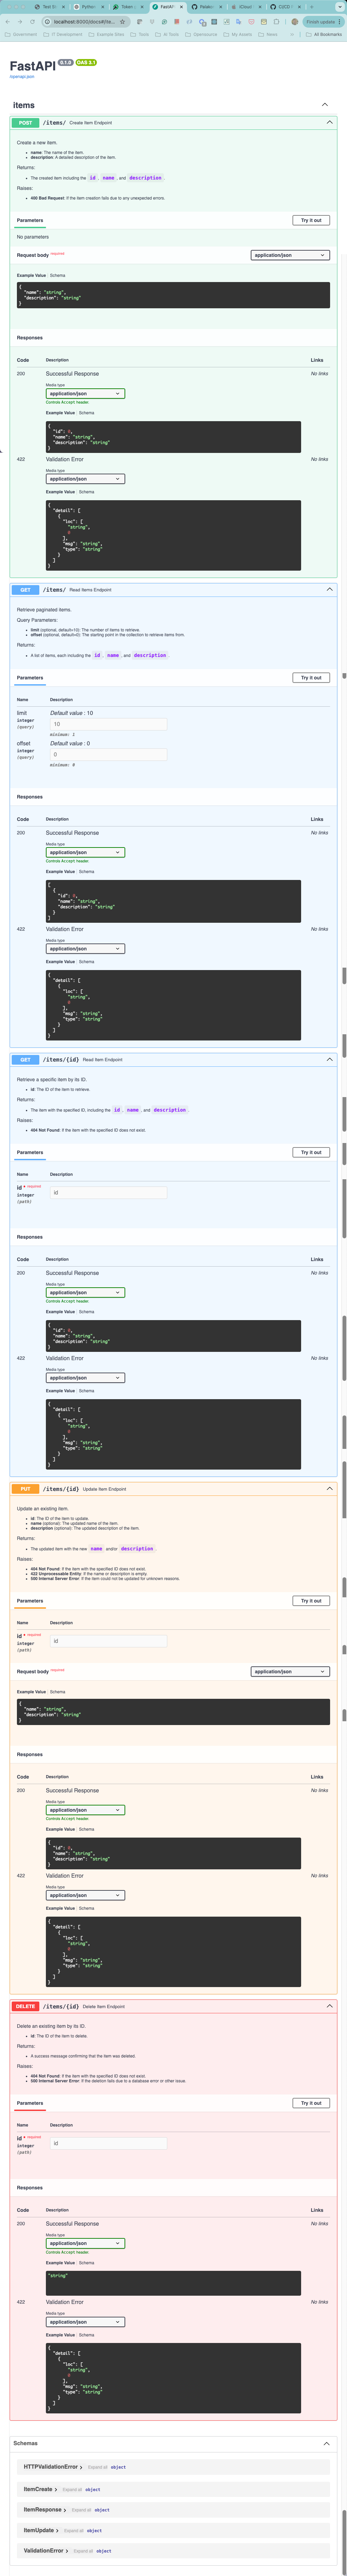 Text S
Python
Token
FastAP
Palakh
(Cloud)
CI/CD
localhost:8000/docs#/ite...
Finish update
Government
IT Development
Example Sites
Tools
AI Tools
Opensource
My Assets
Items
All Bookmarks
FastAPI 0.1.0 OAS 3.1
/openapi.json
items
POST /items/ Create Item Endpoint
Create a new item.
name: The name of the item.
description: A detailed description of the item.
Returns:
The created item including the id, name, and description.
Raises:
400 Bad Request: If the item creation fails due to any unexpected errors.
Parameters
Try it out
No parameters
Request body required
application/json
Example Value Schema
{
"name": "string",
"description": "string"
}
Responses
Code Description Links
200 Successful Response No links
Media type
application/json
Controls Accept header.
Example Value Schema
{
"id": 0,
"name": "string",
"description": "string"
}
422 Validation Error No links
Media type
application/json
Example Value Schema
{
"detail": [
{
"loc": [
"string",
0
],
"msg": "string",
"type": "string"
}
]
}
GET /items/ Read Items Endpoint
Retrieve paginated items.
Query Parameters:
limit (optional, default=10): The number of items to retrieve.
offset (optional, default=0): The starting point in the collection to retrieve items from.
Returns:
A list of items, each including the id, name, and description.
Parameters
Try it out
Name Description
limit Default value : 10
integer
(query)
10
minimum: 1
offset Default value : 0
integer
(query)
0
minimum: 0
Responses
Code Description Links
200 Successful Response No links
Media type
application/json
Controls Accept header.
Example Value Schema
[
{
"id": 0,
"name": "string",
"description": "string"
}
]
422 Validation Error No links
Media type
application/json
Example Value Schema
{
"detail": [
{
"loc": [
"string",
0
],
"msg": "string",
"type": "string"
}
]
}
GET /items/{id} Read Item Endpoint
Retrieve a specific item by its ID.
id: The ID of the item to retrieve.
Returns:
The item with the specified ID, including the id, name, and description.
Raises:
404 Not Found: If the item with the specified ID does not exist.
Parameters
Try it out
Name Description
id * required
integer
(path)
id
Responses
Code Description Links
200 Successful Response No links
Media type
application/json
Controls Accept header.
Example Value Schema
{
"id": 0,
"name": "string",
"description": "string"
}
422 Validation Error No links
Media type
application/json
Example Value Schema
{
"detail": [
{
"loc": [
"string",
0
],
"msg": "string",
"type": "string"
}
]
}
PUT /items/{id} Update Item Endpoint
Update an existing item.
id: The ID of the item to update.
name (optional): The updated name of the item.
description (optional): The updated description of the item.
Returns:
The updated item with the new name and/or description.
Raises:
404 Not Found: If the item with the specified ID does not exist.
422 Unprocessable Entity: If the name or description is empty.
500 Internal Server Error: If the item could not be updated for unknown reasons.
Parameters
Try it out
Name Description
id * required
integer
(path)
id
Request body required
application/json
Example Value Schema
{
"name": "string",
"description": "string"
}
Responses
Code Description Links
200 Successful Response No links
Media type
application/json
Controls Accept header.
Example Value Schema
{
"id": 0,
"name": "string",
"description": "string"
}
422 Validation Error No links
Media type
application/json
Example Value Schema
{
"detail": [
{
"loc": [
"string",
0
],
"msg": "string",
"type": "string"
}
]
}
DELETE /items/{id} Delete Item Endpoint
Delete an existing item by its ID.
id: The ID of the item to delete.
Returns:
A success message confirming that the item was deleted.
Raises:
404 Not Found: If the item with the specified ID does not exist.
500 Internal Server Error: If the deletion fails due to a database error or other issue.
Parameters
Try it out
Name Description
id * required
integer
(path)
id
Responses
Code Description Links
200 Successful Response No links
Media type
application/json
Controls Accept header.
Example Value Schema
"string"
422 Validation Error No links
Media type
application/json
Example Value Schema
{
"detail": [
{
"loc": [
"string",
0
],
"msg": "string",
"type": "string"
}
]
}
Schemas
HTTPValidationError Expand all object
ItemCreate Expand all object
ItemResponse Expand all object
ItemUpdate Expand all object
ValidationError Expand all object